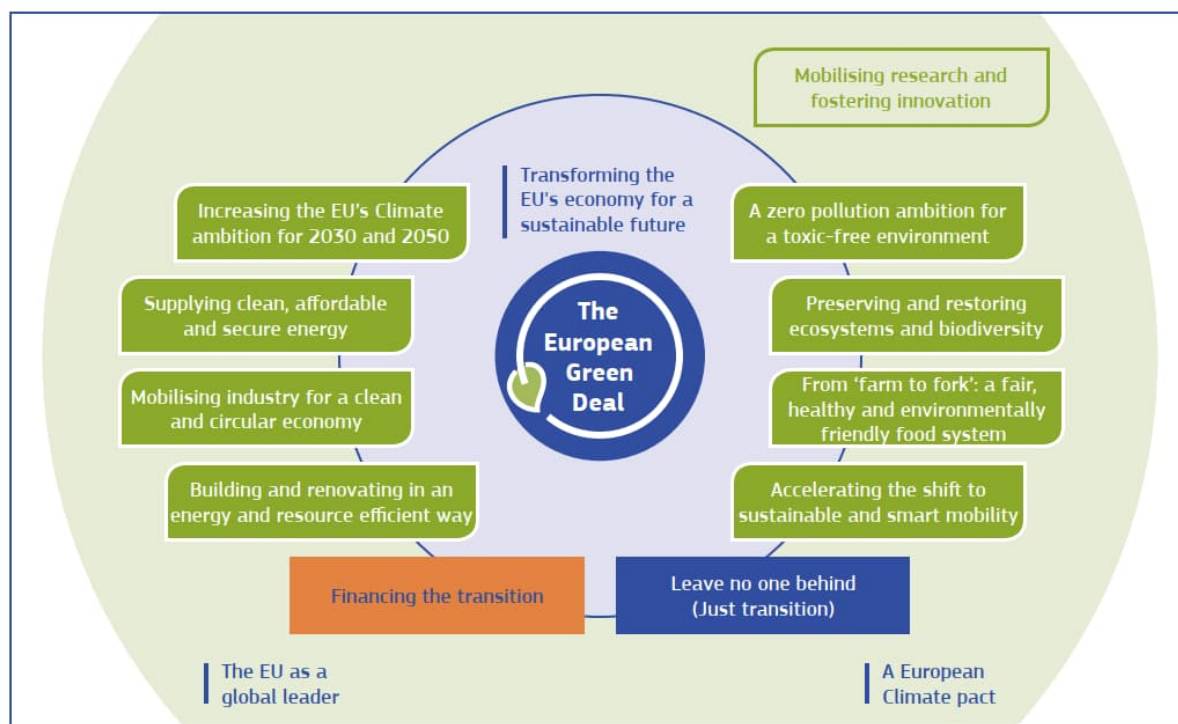 Mobilising research and
fostering innovation
Transforming the
EU's economy for a
sustainable future
Increasing the EU's Climate
ambition for 2030 and 2050
Supplying clean, affordable
and secure energy
Mobilising industry for a clean
and circular economy
Building and renovating in an
energy and resource efficient way
The
European
Green
Deal
A zero pollution ambition for
a toxic-free environment
Preserving and restoring
ecosystems and biodiversity
From ‘farm to fork’: a fair,
healthy and environmentally
friendly food system
Accelerating the shift to
sustainable and smart mobility
Financing the transition
Leave no one behind
(Just transition)
The EU as a
global leader
A European
Climate pact